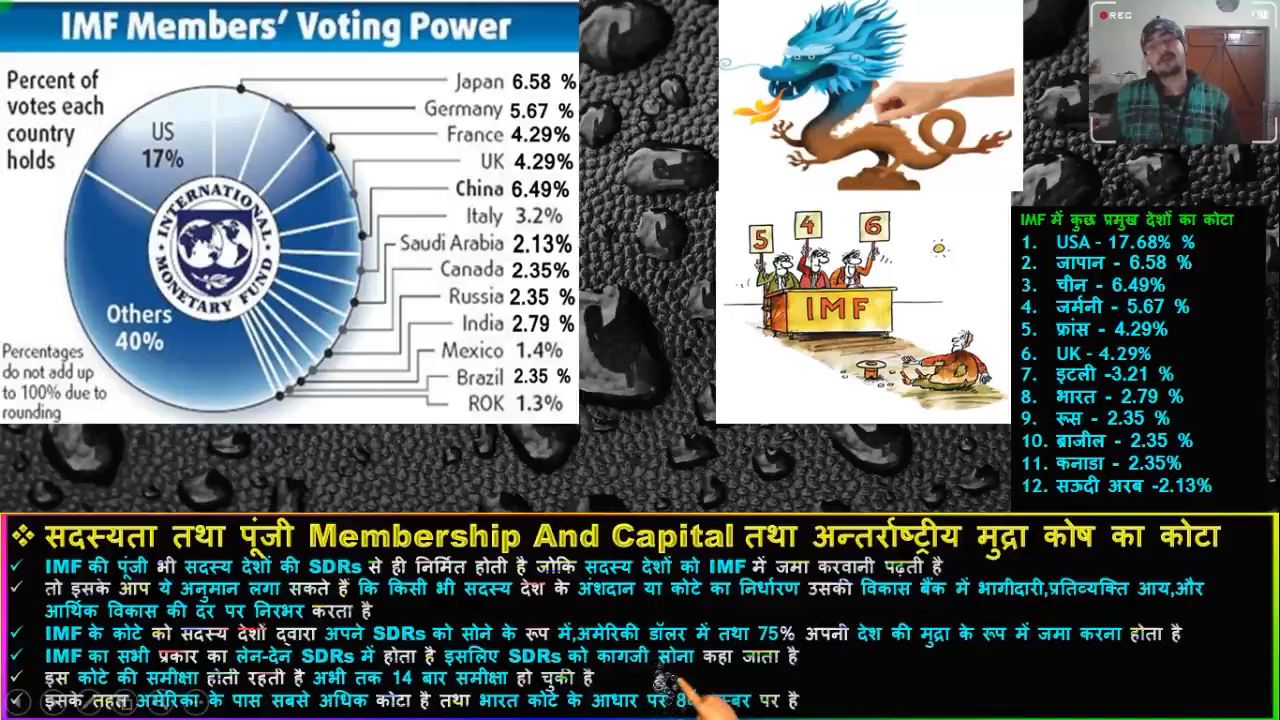 IMF Members' Voting Power
Percent of
votes each
country
holds
US
17%
Others
40%
Percentages
do not add up
to 100% due to
rounding
INTERNATIONAL
MONETARY FUND
Japan 6.58 %
Germany 5.67 %
France 4.29%
UK 4.29%
China 6.49%
Italy 3.2%
Saudi Arabia 2.13%
Canada 2.35%
Russia 2.35 %
India 2.79 %
Mexico 1.4%
Brazil 2.35 %
ROK 1.3%
5 4 6
IMF
REC
IMF में कुछ प्रमुख देशों का कोटा
1. USA - 17.68% %
2. जापान - 6.58 %
3. चीन - 6.49%
4. जर्मनी - 5.67 %
5. फ्रांस - 4.29%
6. UK - 4.29%
7. इटली -3.21 %
8. भारत - 2.79 %
9. रूस - 2.35 %
10. ब्राजील - 2.35 %
11. कनाडा - 2.35%
12. सऊदी अरब -2.13%
❖ सदस्यता तथा पूंजी Membership And Capital तथा अन्तर्राष्ट्रीय मुद्रा कोष का कोटा
✓ IMF की पूंजी भी सदस्य देशों की SDRs से ही निर्मित होती है जोकि सदस्य देशों को IMF में जमा करवानी पढ़ती है
✓ तो इसके आप ये अनुमान लगा सकते हैं कि किसी भी सदस्य देश के अंशदान या कोटे का निर्धारण उसकी विकास बैंक में भागीदारी,प्रतिव्यक्ति आय,और
आर्थिक विकास की दर पर निरभर करता है
✓ IMF के कोटे को सदस्य देशों द्वारा अपने SDRs को सोने के रूप में,अमेरिकी डॉलर में तथा 75% अपनी देश की मुद्रा के रूप में जमा करना होता है
✓ IMF का सभी प्रकार का लेन-देन SDRs में होता है इसलिए SDRs को कागजी सोना कहा जाता है
✓ इस कोटे की समीक्षा होती रहती है अभी तक 14 बार समीक्षा हो चुकी है
✓ इसके तहत अमेरिका के पास सबसे अधिक कोटा है तथा भारत कोटे के आधार पर 8 पर है